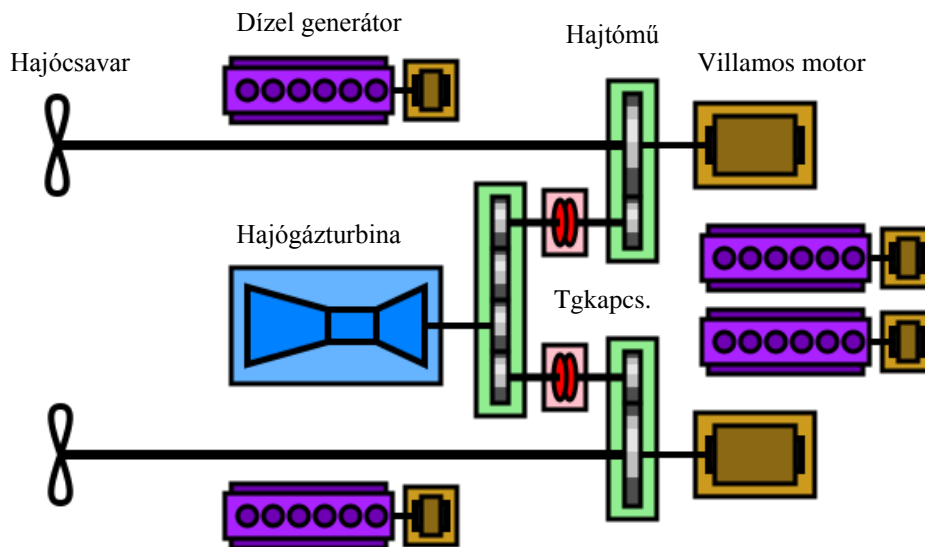 Dízel generátor
Hajtómű
Hajócsavar
Villamos motor
Hajógázturbina
Tgkapcs.